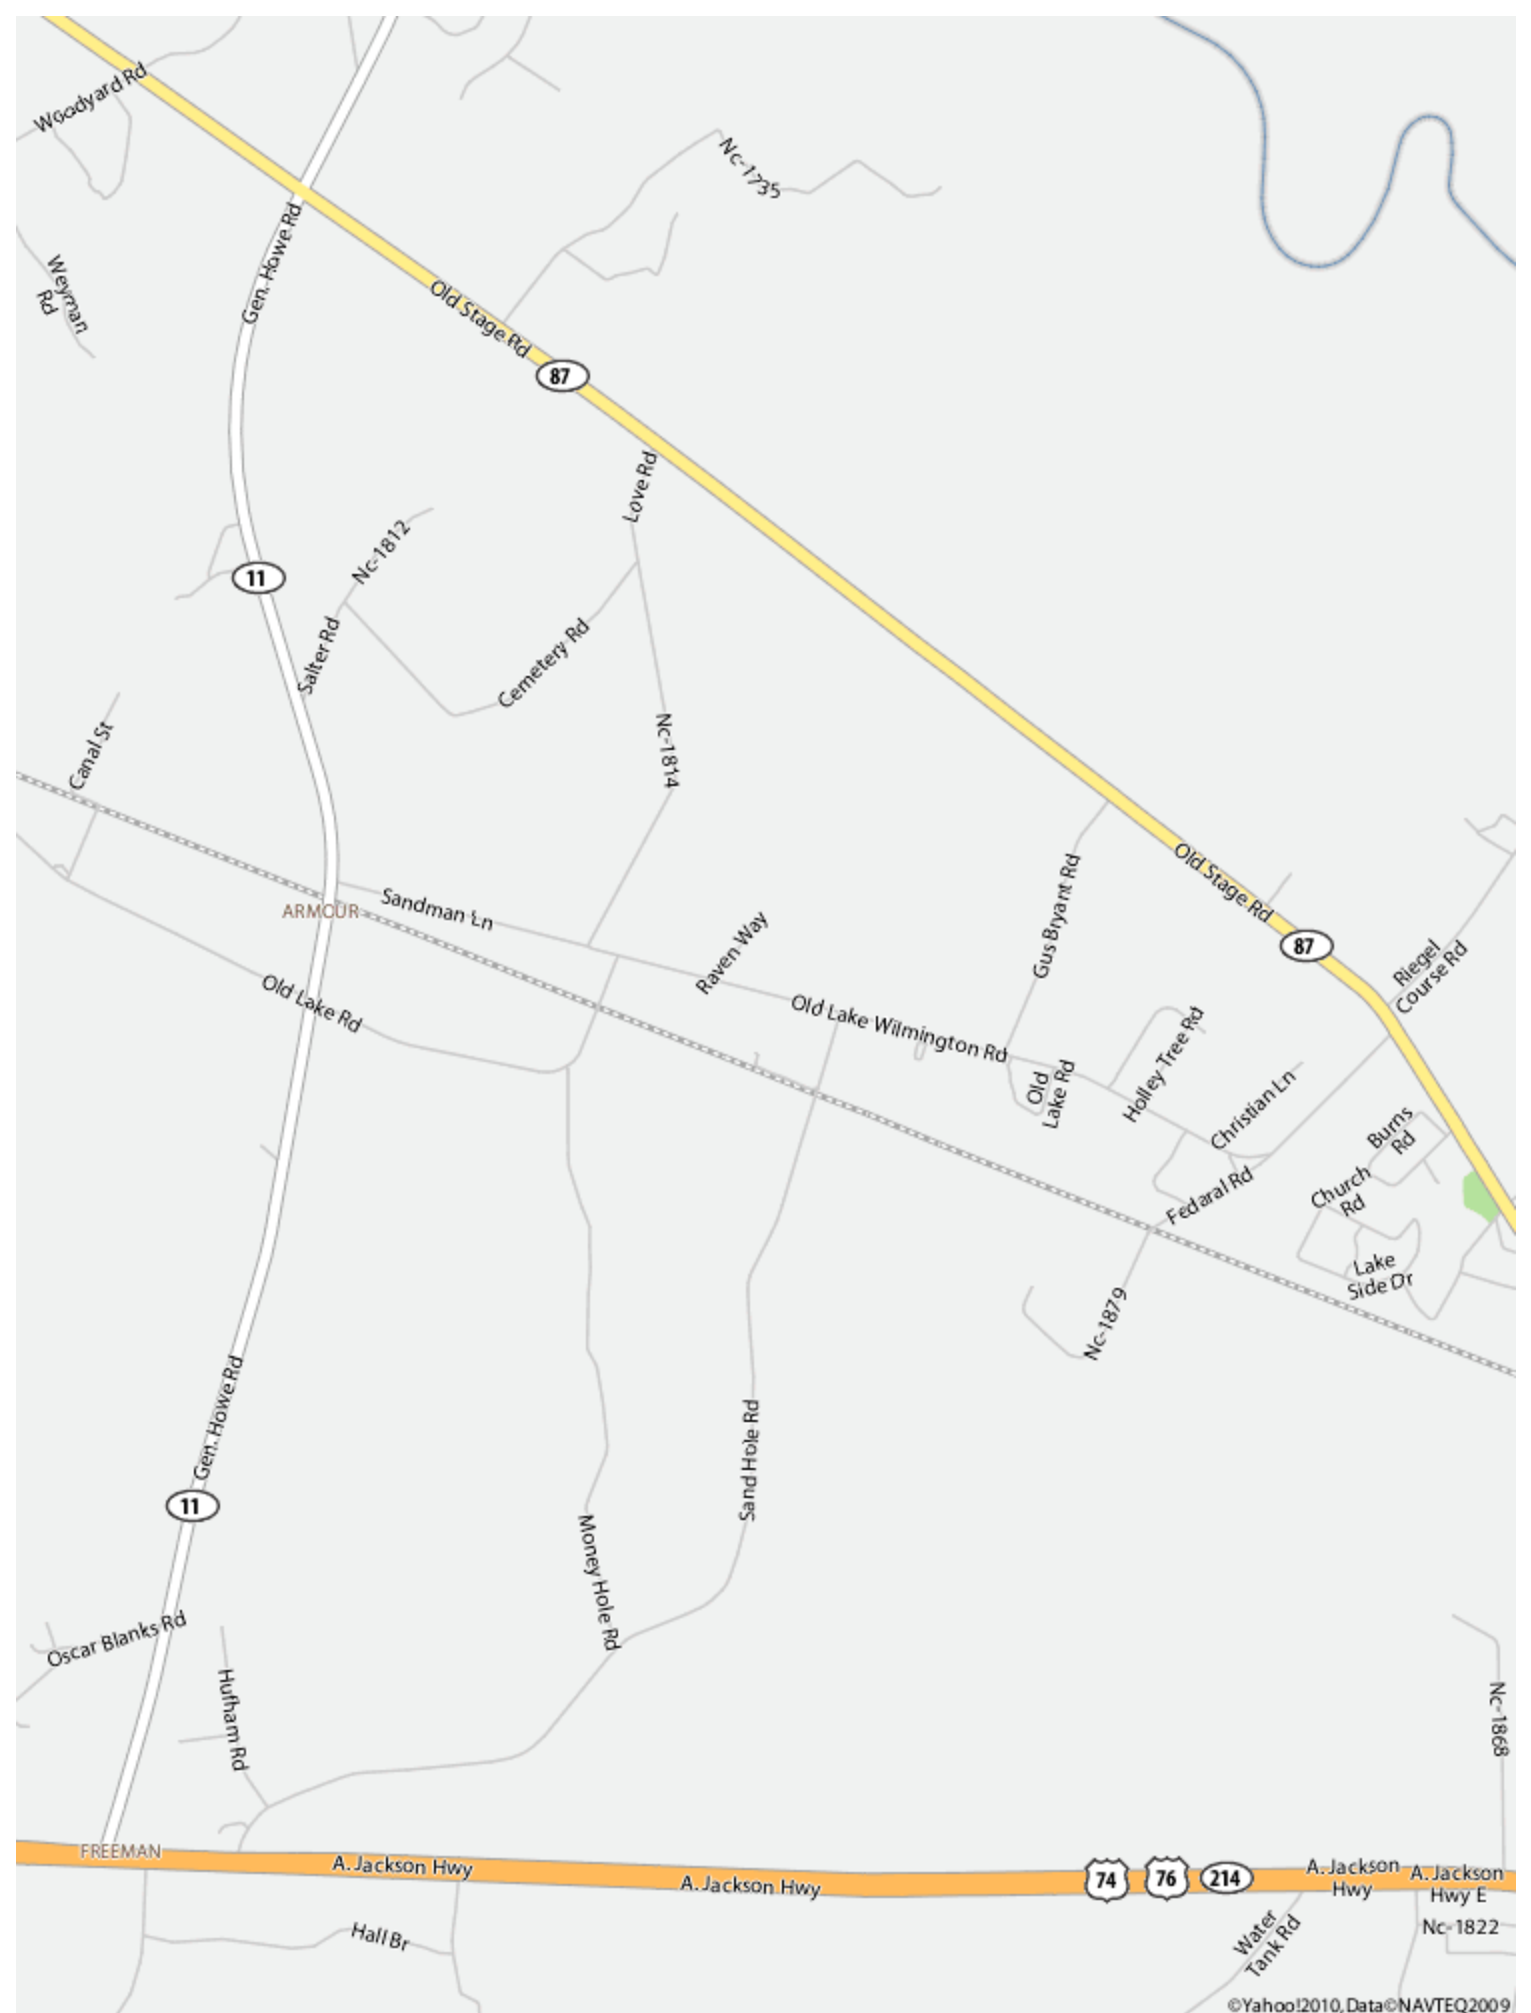 Woodyard Rd
Nc-1735
Gen. Howe Rd
Weyman
Rd
Old Stage Rd
87
Love Rd
Nc-1812
11
Salter Rd
Cemetery Rd
Nc-1814
Canal St
Old Stage Rd
Gus Bryant Rd
Sandman Ln
ARMOUR
Raven Way
87
Riegel
Course Rd
Old Lake Rd
Old Lake Wilmington Rd
Holley Tree Rd
Old
Lake Rd
Christian Ln
Burns
Rd
Fedaral Rd
Church
Rd
Lake
Side Dr
Nc-1879
Gen. Howe Rd
Sand Hole Rd
11
Money Hole Rd
Oscar Blanks Rd
Hufham Rd
Nc-1868
FREEMAN
A. Jackson Hwy
A. Jackson Hwy
74
76
214
A. Jackson
Hwy
A. Jackson
Hwy E
Nc-1822
Water
Tank Rd
Hall Br
©Yahoo!2010, Data©NAVTEQ2009